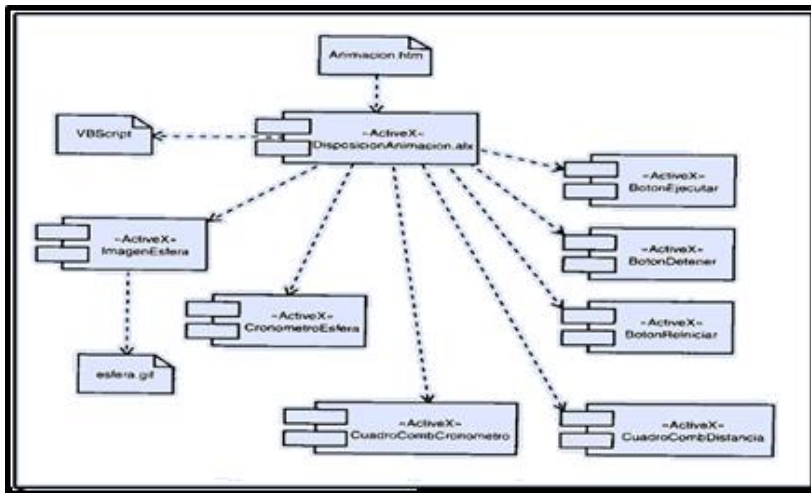 Animacion.htm
VBScript
«ActiveX»
DisposicionAnimacion.alx
«ActiveX»
BotonEjecutar
«ActiveX»
ImagenEsfera
«ActiveX»
BotonDetener
«ActiveX»
CronometroEsfera
«ActiveX»
BotonReIniciar
esfera.gif
«ActiveX»
CuadroCombCronometro
«ActiveX»
CuadroCombDistancia